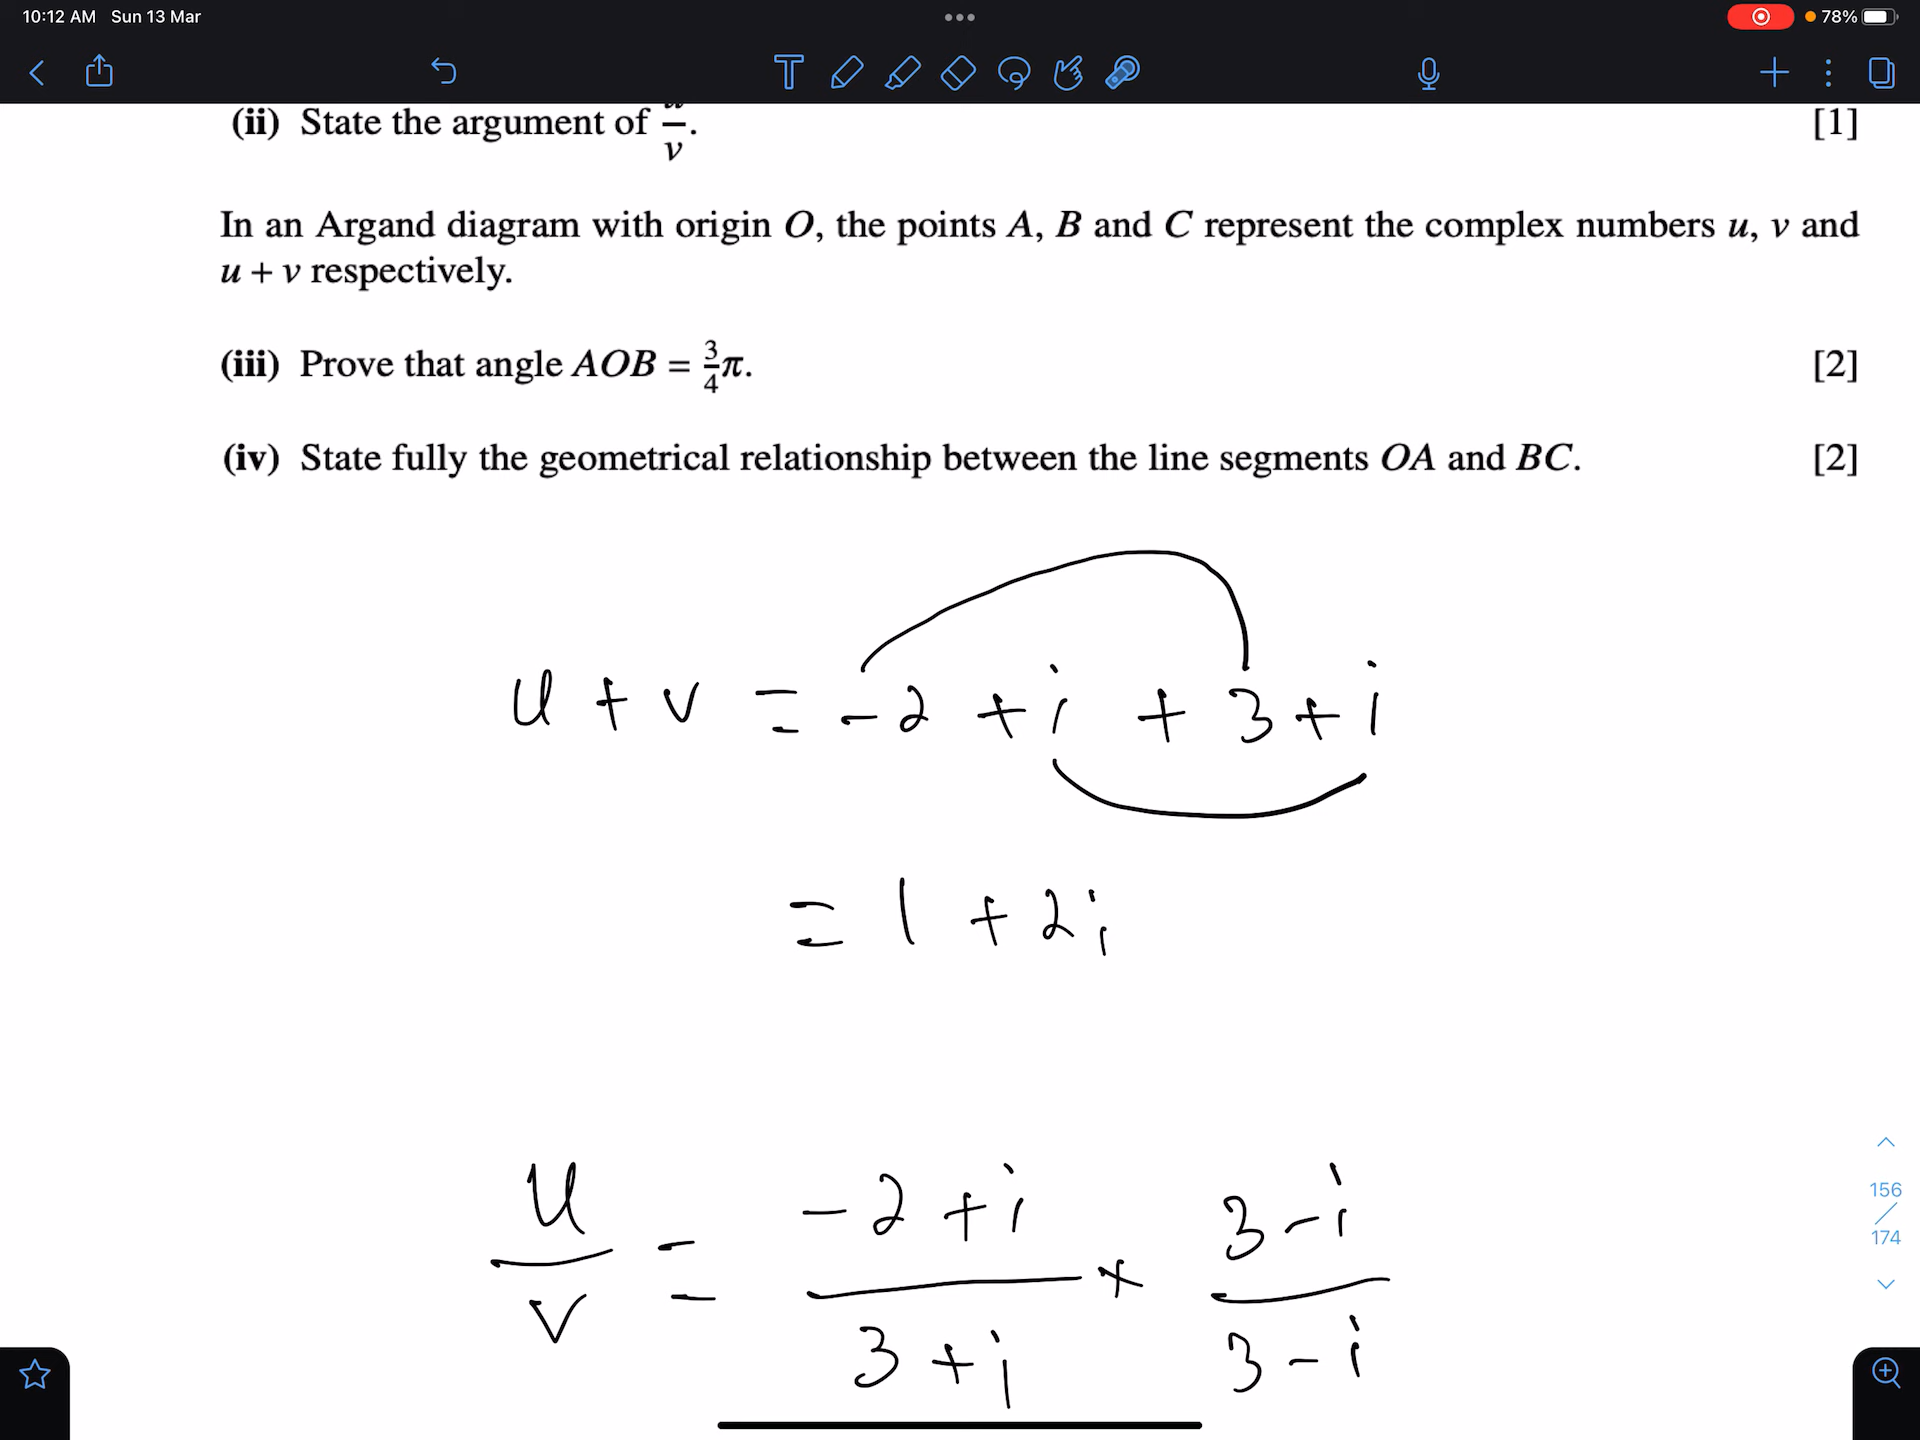 10:12 AM Sun 13 Mar
78%
(ii) State the argument of u/v. [1]
In an Argand diagram with origin O, the points A, B and C represent the complex numbers u, v and
u + v respectively.
(iii) Prove that angle AOB = ¾π. [2]
(iv) State fully the geometrical relationship between the line segments OA and BC. [2]
u + v = -2 + i + 3 + i
= 1 + 2i
u/v = (-2 + i)/(3 + i) × (3 - i)/(3 - i)
156
/
174